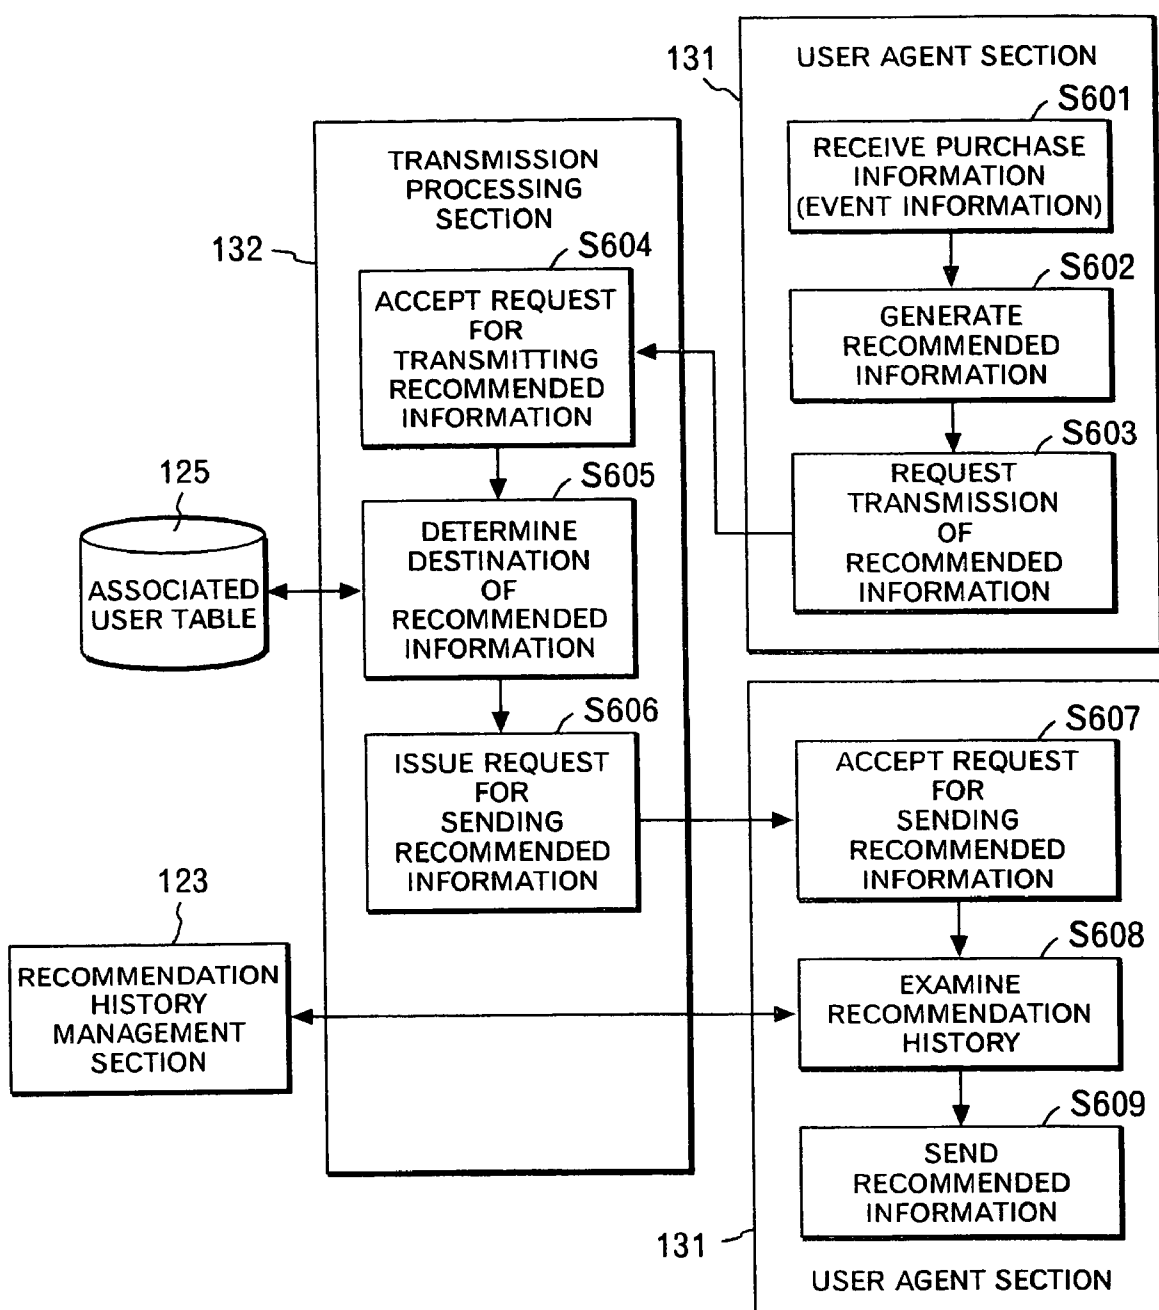 131
USER AGENT SECTION
S601
RECEIVE PURCHASE
INFORMATION
(EVENT INFORMATION)
S602
GENERATE
RECOMMENDED
INFORMATION
S603
REQUEST
TRANSMISSION
OF
RECOMMENDED
INFORMATION
132
TRANSMISSION
PROCESSING
SECTION
S604
ACCEPT REQUEST
FOR
TRANSMITTING
RECOMMENDED
INFORMATION
125
ASSOCIATED
USER TABLE
S605
DETERMINE
DESTINATION
OF
RECOMMENDED
INFORMATION
S606
ISSUE REQUEST
FOR
SENDING
RECOMMENDED
INFORMATION
S607
ACCEPT REQUEST
FOR
SENDING
RECOMMENDED
INFORMATION
123
RECOMMENDATION
HISTORY
MANAGEMENT
SECTION
S608
EXAMINE
RECOMMENDATION
HISTORY
S609
SEND
RECOMMENDED
INFORMATION
131
USER AGENT SECTION